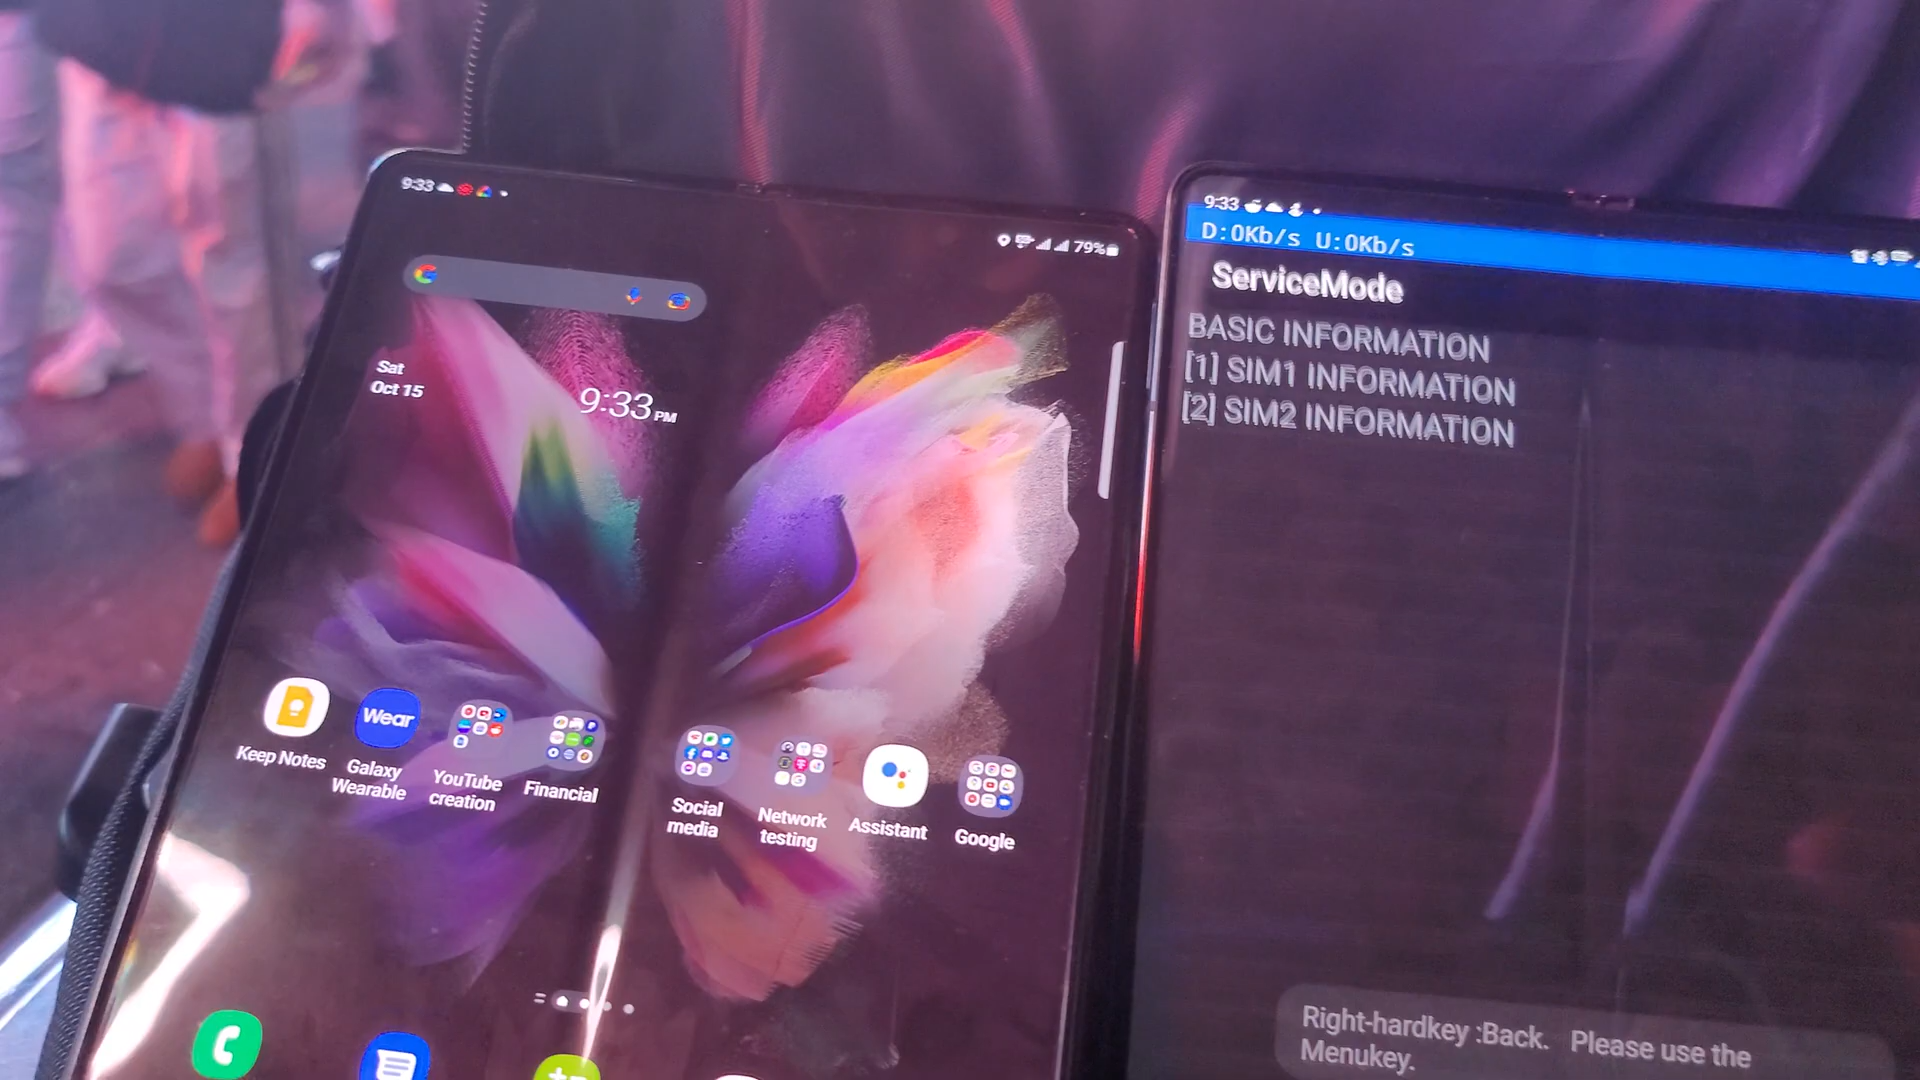 9:33
79%
Sat
Oct 15
9:33 PM
Keep Notes
Wear
Galaxy
Wearable
YouTube
creation
Financial
Social
media
Network
testing
Assistant
Google
9:33
D:0Kb/s U:0Kb/s
ServiceMode
BASIC INFORMATION
[1] SIM1 INFORMATION
[2] SIM2 INFORMATION
Right-hardkey :Back. Please use the
Menukey.